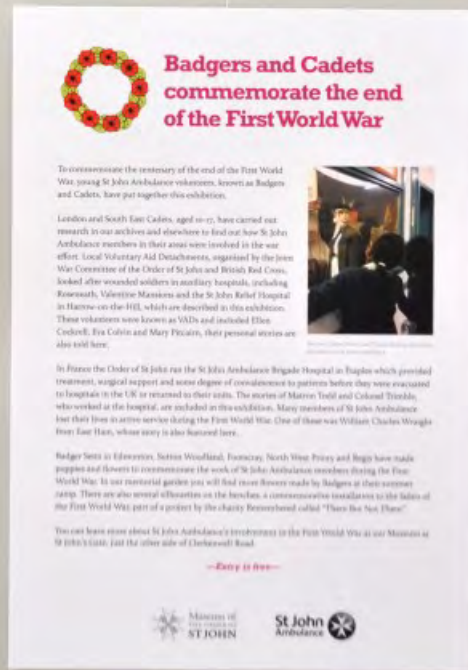 Badgers and Cadets
commemorate the end
of the First World War
To commemorate the centenary of the end of the First World
War, young St John Ambulance volunteers, known as Badgers
and Cadets, have put together this exhibition.
London and South East Cadets, aged 10-17, have carried out
research in our archives and elsewhere to find out how St John
Ambulance members in their areas were involved in the war
effort. Local Voluntary Aid Detachments, organised by the Joint
War Committee of the Order of St John and British Red Cross,
looked after wounded soldiers in auxiliary hospitals, including
Rosenwath, Valentine Mansions and the St John Relief Hospital
in Harrow-on-the-Hill, which are described in this exhibition.
These volunteers were known as VADs and included Ellen
Cockrell, Eva Colvin and Mary Pinciaro, their personal stories are
also told here.
In France the Order of St John ran the St John Ambulance Brigade Hospital in Etaples which provided
treatment, surgical support and some degree of convalescence to patients before they were evacuated
to hospitals in the UK or returned to their units. The stories of Matron Todd and Colonel Trimble,
who worked at the hospital, are included in this exhibition. Many members of St John Ambulance
lost their lives in active service during the First World War. One of these was William Charles Wraight
from East Ham, whose story is also featured here.
Badger Setts in Edmonton, Sutton Woodland, Footscray, North West Priory and Regis have made
poppies and flowers to commemorate the work of St John Ambulance members during the First
World War. In our memorial garden you will find more flowers made by Badgers at their summer
camp. There are also several silhouettes on the benches, a commemorative installation to the fallen of
the First World War, part of a project by the charity Remembered called "There But Not There".
You can learn more about St John Ambulance's involvement in the First World War at our Museum at
St John's Gate, just the other side of Clerkenwell Road.
—Entry is free—
Museum of
ST JOHN
St John
Ambulance